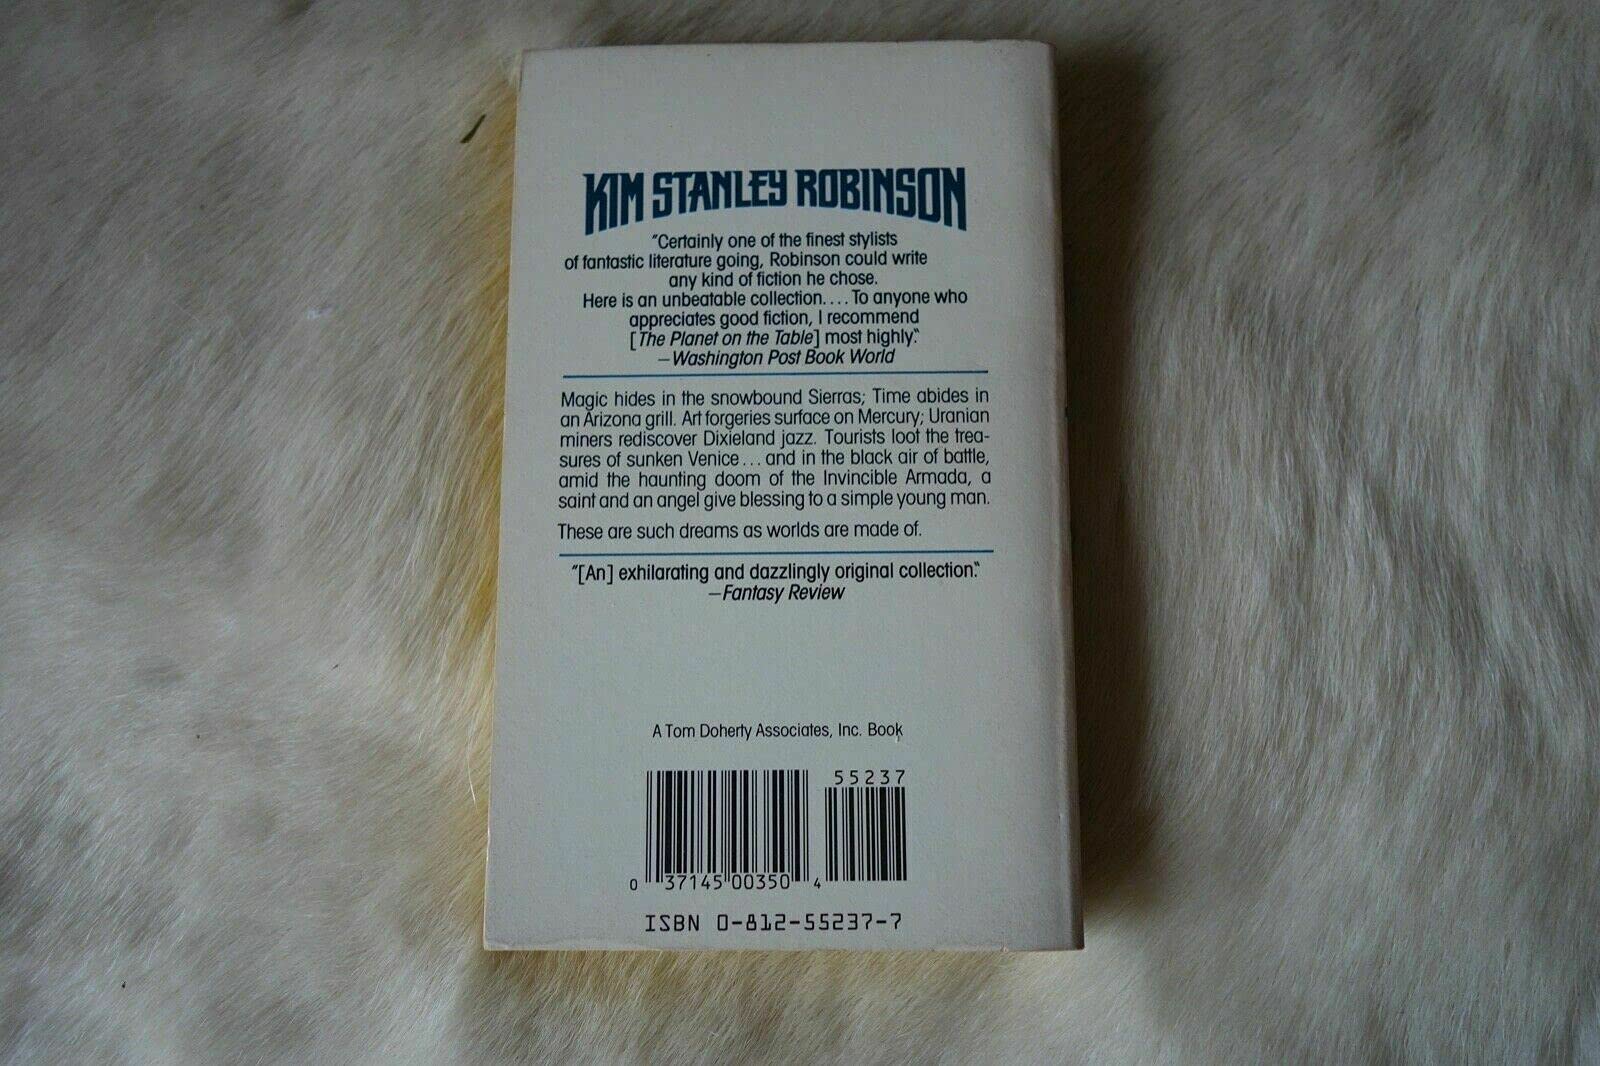 KIM STANLEY ROBINSON
"Certainly one of the finest stylists
of fantastic literature going, Robinson could write
any kind of fiction he chose.
Here is an unbeatable collection.... To anyone who
appreciates good fiction, I recommend
[The Planet on the Table] most highly."
—Washington Post Book World
Magic hides in the snowbound Sierras; Time abides in
an Arizona grill. Art forgeries surface on Mercury; Uranian
miners rediscover Dixieland jazz. Tourists loot the trea-
sures of sunken Venice... and in the black air of battle,
amid the haunting doom of the Invincible Armada, a
saint and an angel give blessing to a simple young man.
These are such dreams as worlds are made of.
"[An] exhilarating and dazzlingly original collection."
—Fantasy Review
A Tom Doherty Associates, Inc. Book
55237
0 37145 00350 4
ISBN 0-812-55237-7